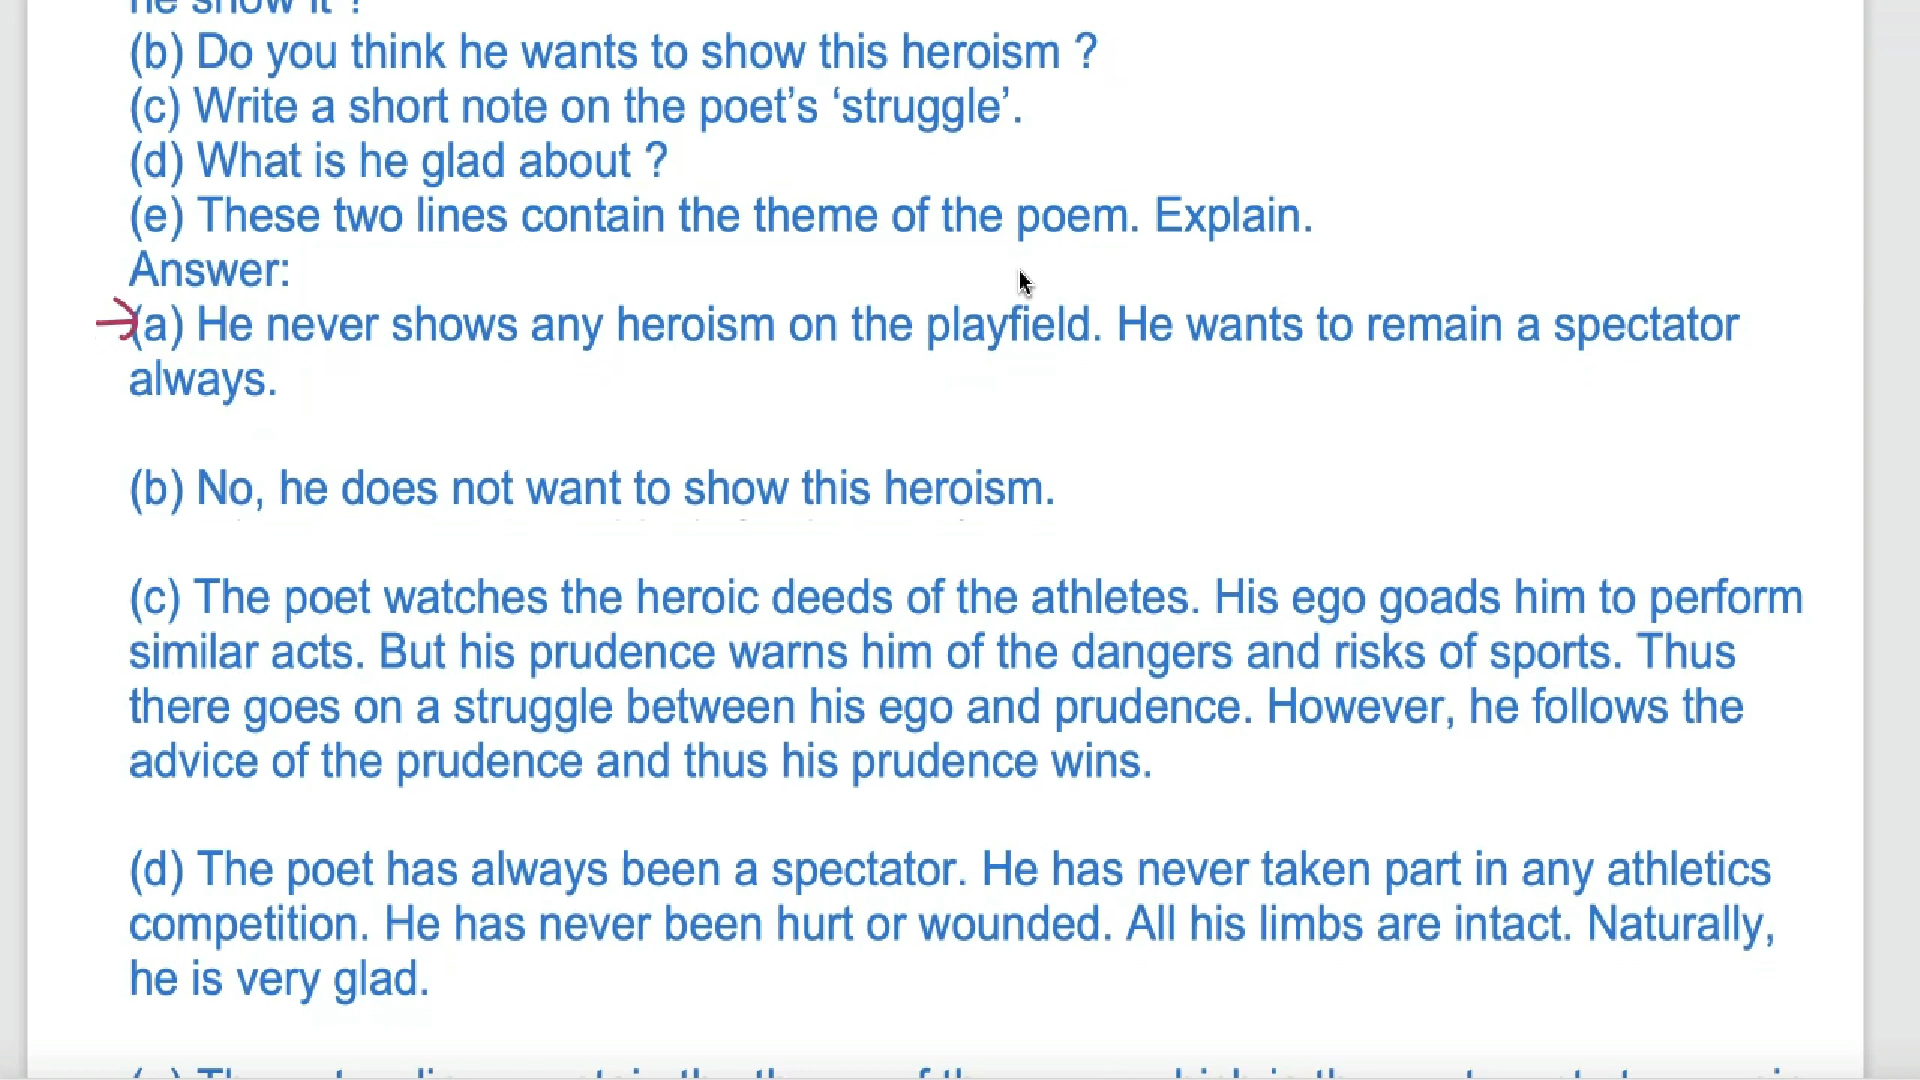 he show it ?
(b) Do you think he wants to show this heroism ?
(c) Write a short note on the poet’s ‘struggle’.
(d) What is he glad about ?
(e) These two lines contain the theme of the poem. Explain.
Answer:
(a) He never shows any heroism on the playfield. He wants to remain a spectator
always.
(b) No, he does not want to show this heroism.
(c) The poet watches the heroic deeds of the athletes. His ego goads him to perform
similar acts. But his prudence warns him of the dangers and risks of sports. Thus
there goes on a struggle between his ego and prudence. However, he follows the
advice of the prudence and thus his prudence wins.
(d) The poet has always been a spectator. He has never taken part in any athletics
competition. He has never been hurt or wounded. All his limbs are intact. Naturally,
he is very glad.